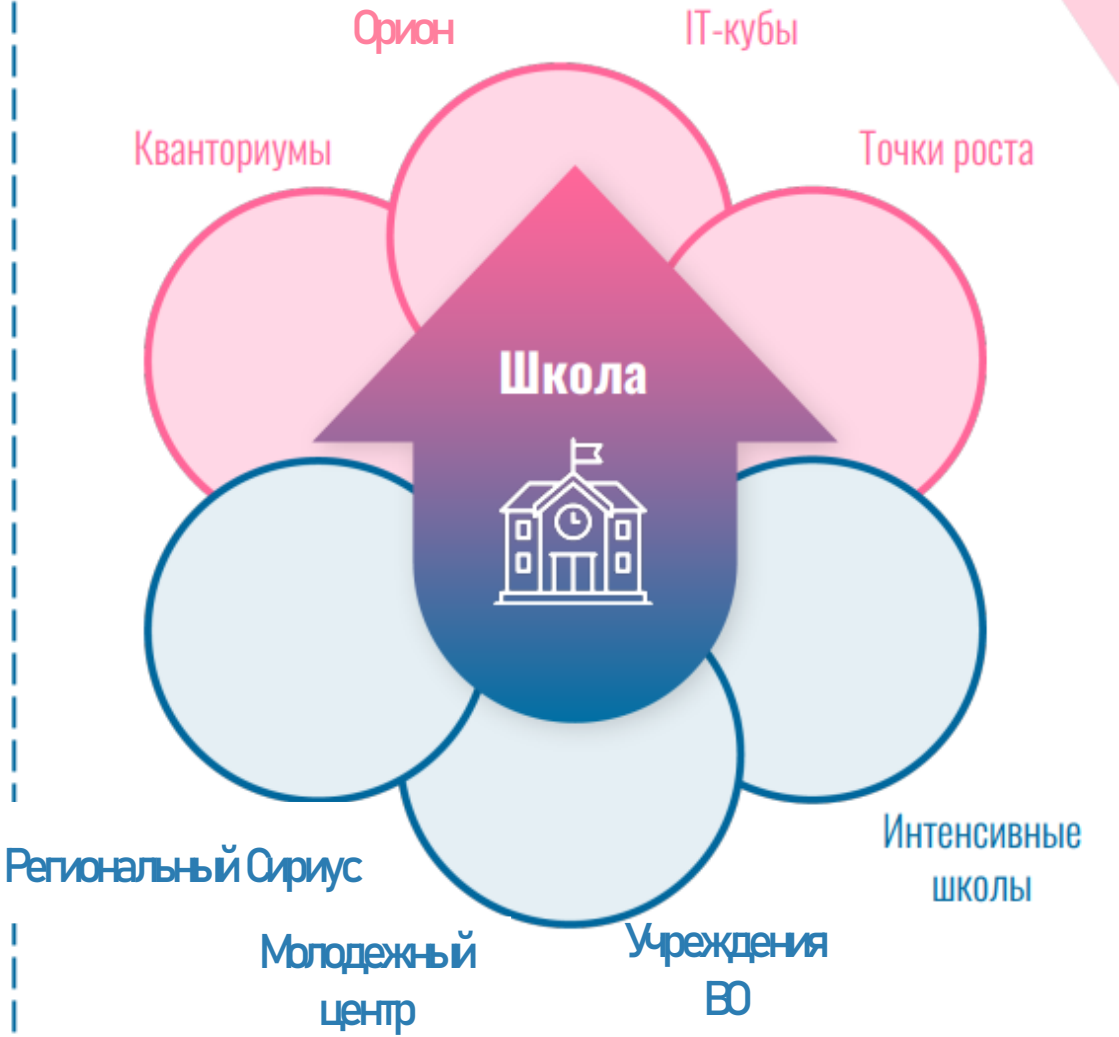 Орион
IT-кубы
Кванториумы
Точки роста
Школа
Интенсивные
школы
Региональный Сириус
Молодежный
центр
Учреждения
ВО